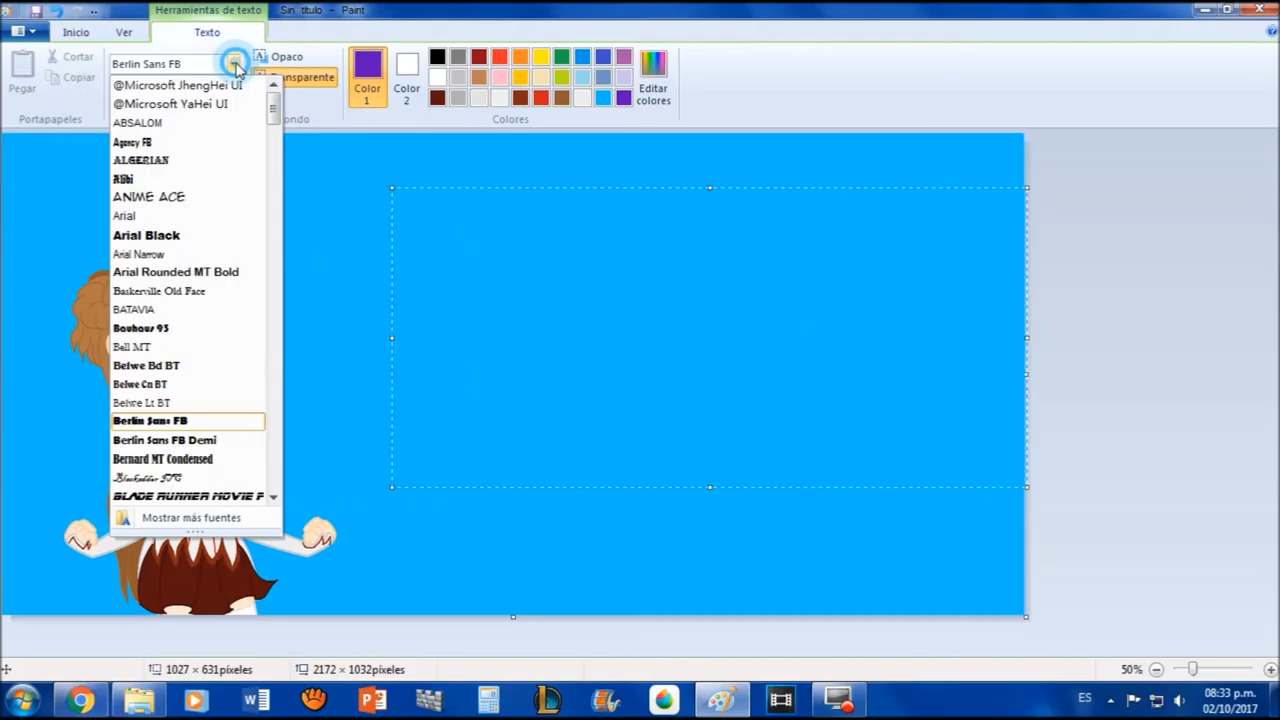 Herramientas de texto
Sin título - Paint
Inicio Ver Texto
Pegar
Cortar
Copiar
Portapapeles
Berlin Sans FB
Opaco
Transparente
Color 1
Color 2
Editar colores
Colores
@Microsoft JhengHei UI
@Microsoft YaHei UI
ABSALOM
Agency FB
ALGERIAN
Alibi
ANIME ACE
Arial
Arial Black
Arial Narrow
Arial Rounded MT Bold
Baskerville Old Face
BATAVIA
Bauhaus 93
Bell MT
Belwe Bd BT
Belwe Cn BT
Belwe Lt BT
Berlin Sans FB
Berlin Sans FB Demi
Bernard MT Condensed
Blackadder ITC
BLADE RUNNER MOVIE F
Mostrar más fuentes
1027 × 631píxeles
2172 × 1032píxeles
50%
ES
08:33 p.m.
02/10/2017